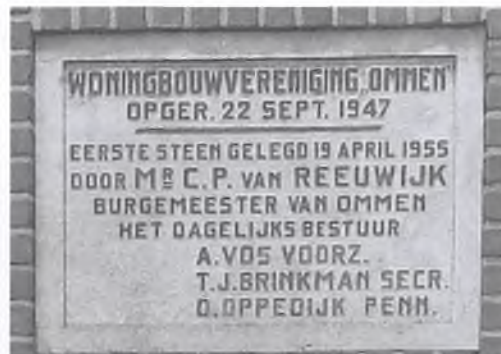 WONINGBOUWVERENIGING „OMMEN"
OPGER. 22 SEPT. 1947
EERSTE STEEN GELEGD 19 APRIL 1955
DOOR MR C.P. VAN REEUWIJK
BURGEMEESTER VAN OMMEN
HET DAGELIJKS BESTUUR
A. VOS VOORZ.
T.J. BRINKMAN SECR.
O. OPPEDIJK PENN.